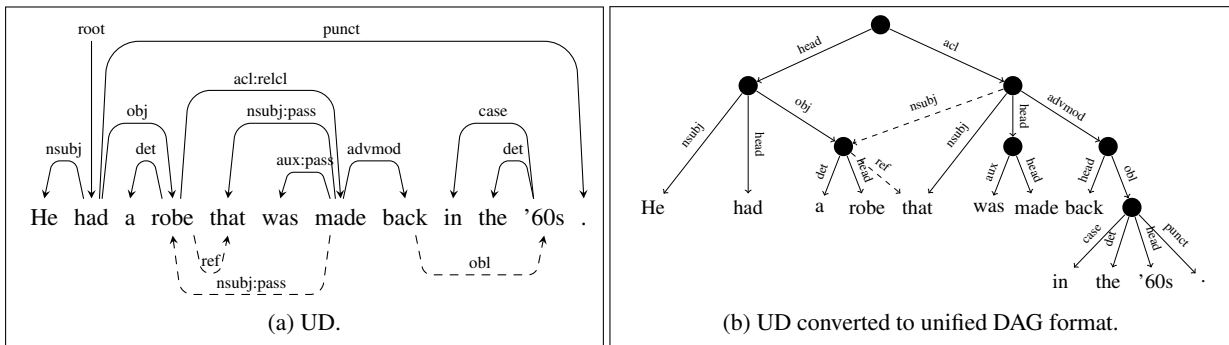 root
punct
acl:relcl
obj nsubj:pass case
nsubj det aux:pass advmod det
He had a robe that was made back in the ’60s .
ref
obl
nsubj:pass
(a) UD.
head acl
obj nsubj advmod
nsubj head nsubj head
det head ref aux head head obl
He had a robe that was made back
case det head punct
in the ’60s .
(b) UD converted to unified DAG format.